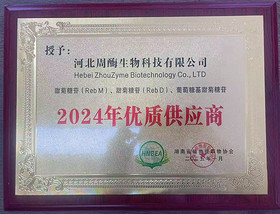 授予：
河北周酶生物科技有限公司
Hebei ZhouZyme Biotechnology Co., LTD
甜菊糖苷（Reb M）、甜菊糖苷（Reb D）、葡萄糖基甜菊糖苷
2024年优质供应商
HNBEA